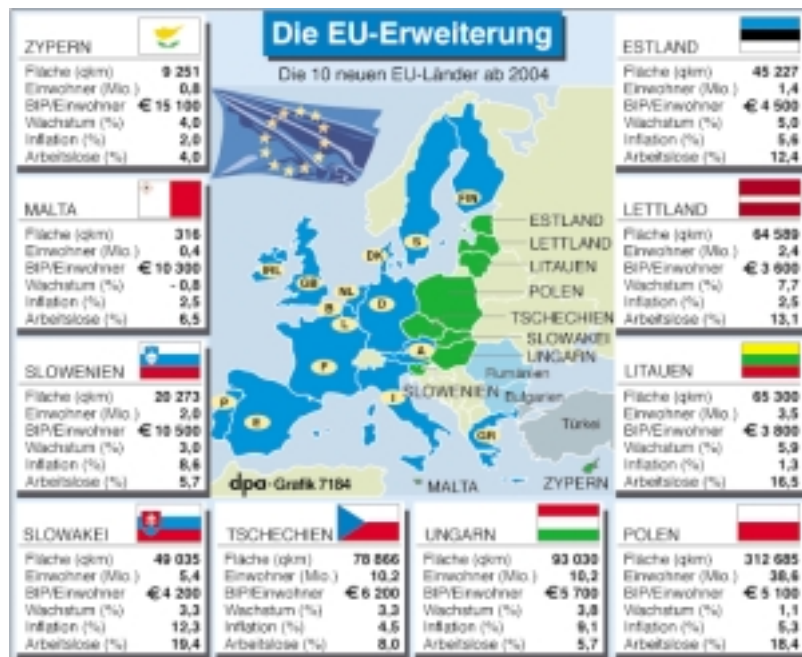 Die EU-Erweiterung
Die 10 neuen EU-Länder ab 2004
ZYPERN
Fläche (qkm) 9 251
Einwohner (Mio.) 0,8
BIP/Einwohner € 15 100
Wachstum (%) 4,0
Inflation (%) 2,0
Arbeitslose (%) 4,0
MALTA
Fläche (qkm) 316
Einwohner (Mio.) 0,4
BIP/Einwohner € 10 300
Wachstum (%) - 0,8
Inflation (%) 2,5
Arbeitslose (%) 6,5
SLOWENIEN
Fläche (qkm) 20 273
Einwohner (Mio.) 2,0
BIP/Einwohner € 10 500
Wachstum (%) 3,0
Inflation (%) 8,6
Arbeitslose (%) 5,7
SLOWAKEI
Fläche (qkm) 49 035
Einwohner (Mio.) 5,4
BIP/Einwohner € 4 200
Wachstum (%) 3,3
Inflation (%) 12,3
Arbeitslose (%) 19,4
TSCHECHIEN
Fläche (qkm) 78 866
Einwohner (Mio.) 10,2
BIP/Einwohner € 6 200
Wachstum (%) 3,3
Inflation (%) 4,5
Arbeitslose (%) 8,0
UNGARN
Fläche (qkm) 93 030
Einwohner (Mio.) 10,2
BIP/Einwohner € 5 700
Wachstum (%) 3,8
Inflation (%) 9,1
Arbeitslose (%) 5,7
POLEN
Fläche (qkm) 312 685
Einwohner (Mio.) 38,6
BIP/Einwohner € 5 100
Wachstum (%) 1,1
Inflation (%) 5,3
Arbeitslose (%) 18,4
ESTLAND
Fläche (qkm) 45 227
Einwohner (Mio.) 1,4
BIP/Einwohner € 4 500
Wachstum (%) 5,0
Inflation (%) 5,6
Arbeitslose (%) 12,4
LETTLAND
Fläche (qkm) 64 589
Einwohner (Mio.) 2,4
BIP/Einwohner € 3 600
Wachstum (%) 7,7
Inflation (%) 2,5
Arbeitslose (%) 13,1
LITAUEN
Fläche (qkm) 65 300
Einwohner (Mio.) 3,5
BIP/Einwohner € 3 800
Wachstum (%) 5,9
Inflation (%) 1,3
Arbeitslose (%) 16,5
FIN
S
DK
IRL
GB
NL
B
L
D
F
A
I
P
E
GR
ESTLAND
LETTLAND
LITAUEN
POLEN
TSCHECHIEN
SLOWAKEI
UNGARN
Rumänien
SLOWENIEN
Bulgarien
Türkei
MALTA
ZYPERN
dpa-Grafik 7184